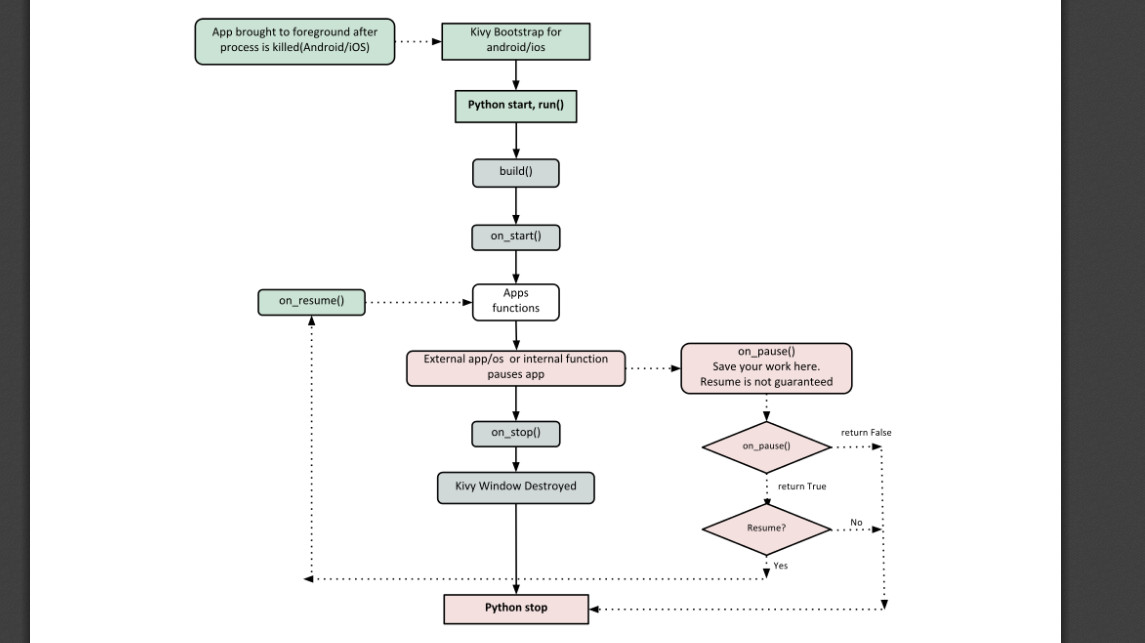 App brought to foreground after
process is killed(Android/iOS)
Kivy Bootstrap for
android/ios
Python start, run()
build()
on_start()
on_resume()
Apps
functions
External app/os or internal function
pauses app
on_pause()
Save your work here.
Resume is not guaranteed
on_stop()
on_pause()
return False
Kivy Window Destroyed
return True
Resume?
No
Yes
Python stop